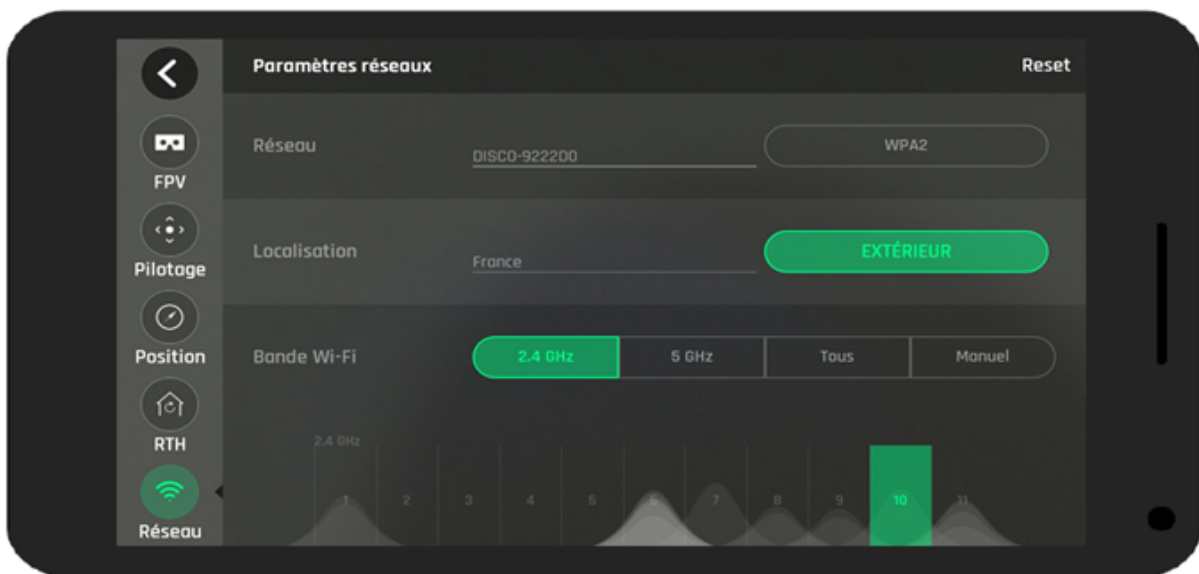 Paramètres réseaux
Reset
FPV
Pilotage
Position
RTH
Réseau
Réseau
DISCO-9222D0
WPA2
Localisation
France
EXTÉRIEUR
Bande Wi-Fi
2.4 GHz
5 GHz
Tous
Manuel
2.4 GHz
1 2 3 4 5 6 7 8 9 10 11